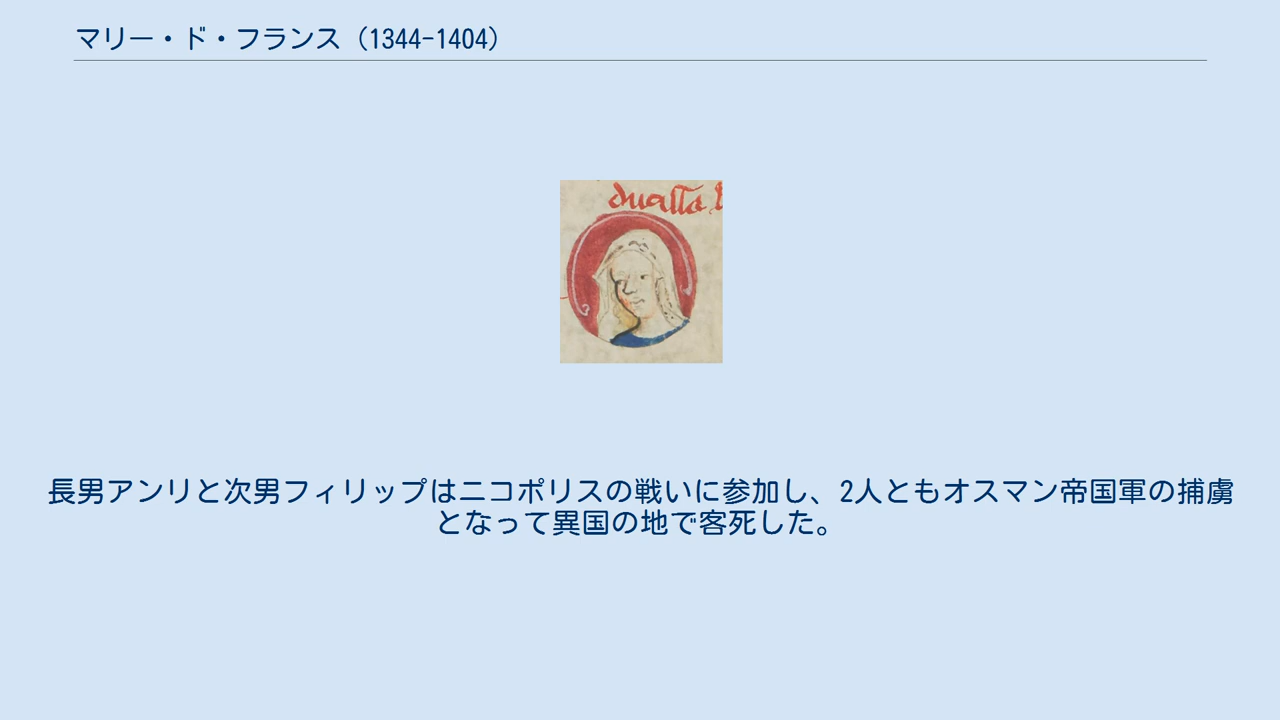 マリー・ド・フランス（1344-1404）
長男アンリと次男フィリップはニコポリスの戦いに参加し、2人ともオスマン帝国軍の捕虜
となって異国の地で客死した。